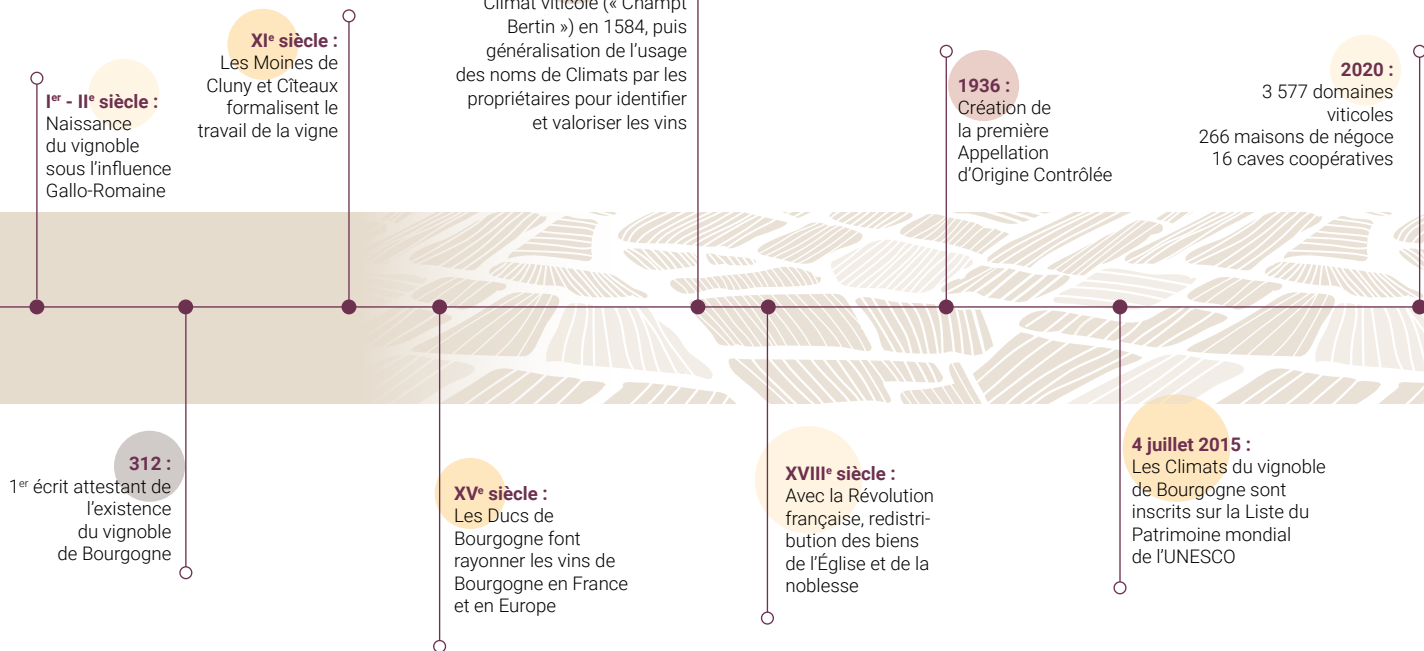 Climat viticole (« Champt
Bertin ») en 1584, puis
généralisation de l’usage
des noms de Climats par les
propriétaires pour identifier
et valoriser les vins
XIe siècle :
Les Moines de
Cluny et Cîteaux
formalisent le
travail de la vigne
Ier - IIe siècle :
Naissance
du vignoble
sous l’influence
Gallo-Romaine
1936 :
Création de
la première
Appellation
d’Origine Contrôlée
2020 :
3 577 domaines
viticoles
266 maisons de négoce
16 caves coopératives
312 :
1er écrit attestant de
l’existence
du vignoble
de Bourgogne
XVe siècle :
Les Ducs de
Bourgogne font
rayonner les vins de
Bourgogne en France
et en Europe
XVIIIe siècle :
Avec la Révolution
française, redistri-
bution des biens
de l’Église et de la
noblesse
4 juillet 2015 :
Les Climats du vignoble
de Bourgogne sont
inscrits sur la Liste du
Patrimoine mondial
de l’UNESCO